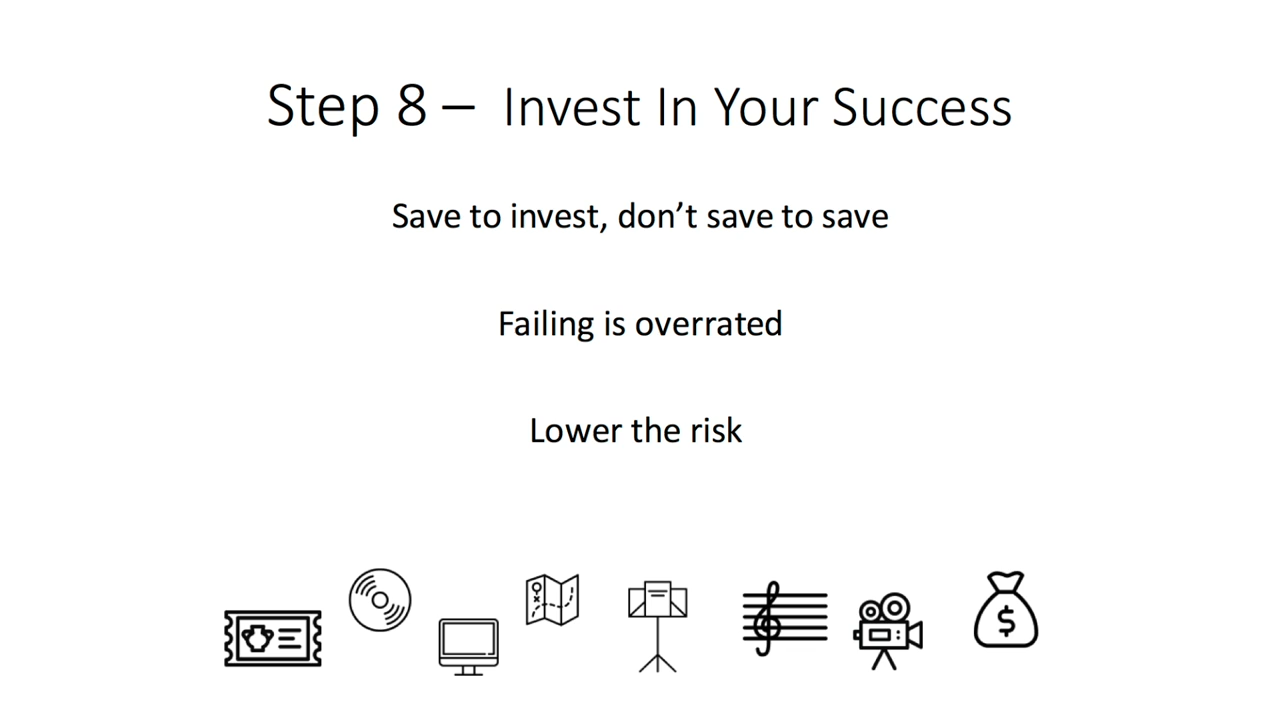 Step 8 – Invest In Your Success
Save to invest, don’t save to save
Failing is overrated
Lower the risk
$